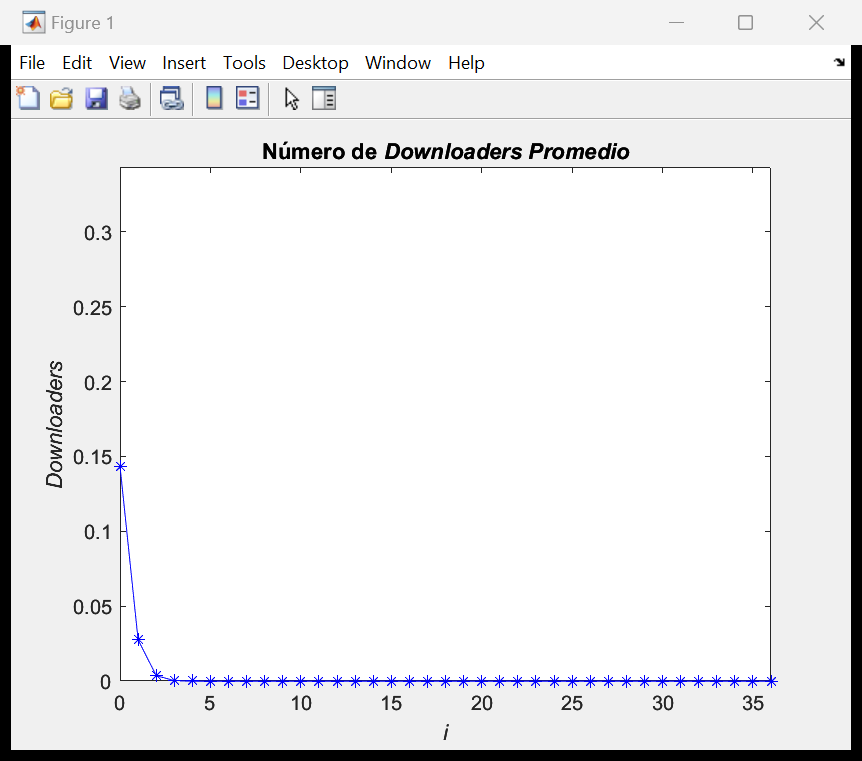 Figure 1
File Edit View Insert Tools Desktop Window Help
Número de Downloaders Promedio
0.3
0.25
0.2
0.15
0.1
0.05
0
Downloaders
0 5 10 15 20 25 30 35
i